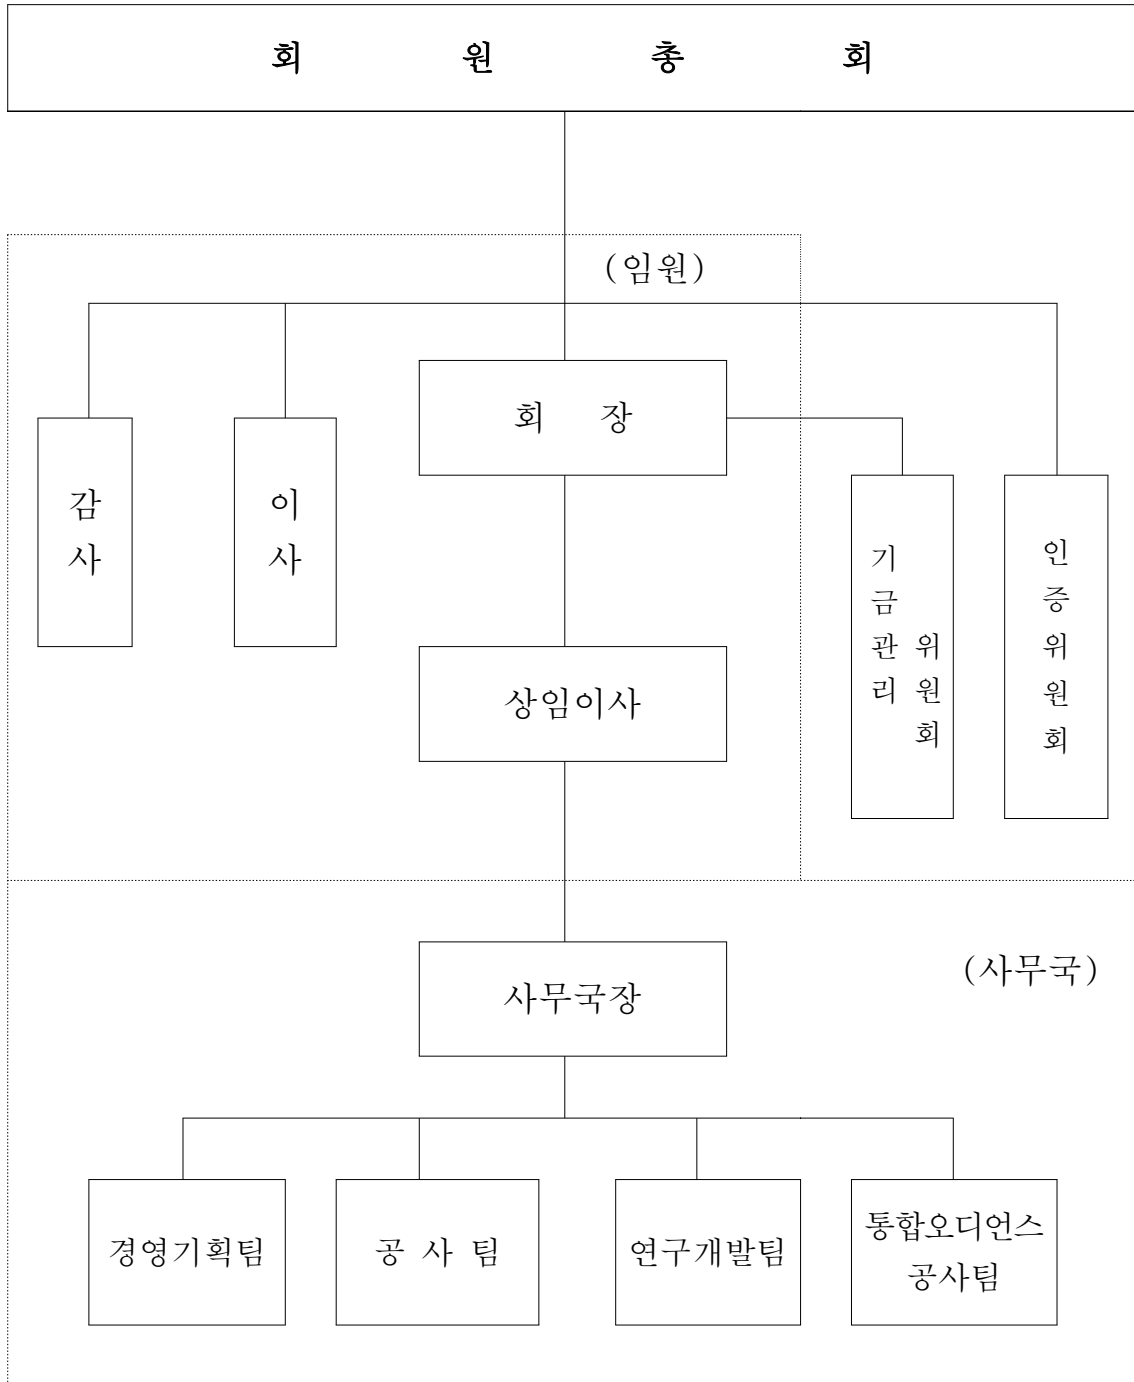 회 원 총 회
(임원)
회 장
감사
이사
기금관리
위원회
인증위원회
상임이사
(사무국)
사무국장
경영기획팀
공 사 팀
연구개발팀
통합오디언스
공사팀